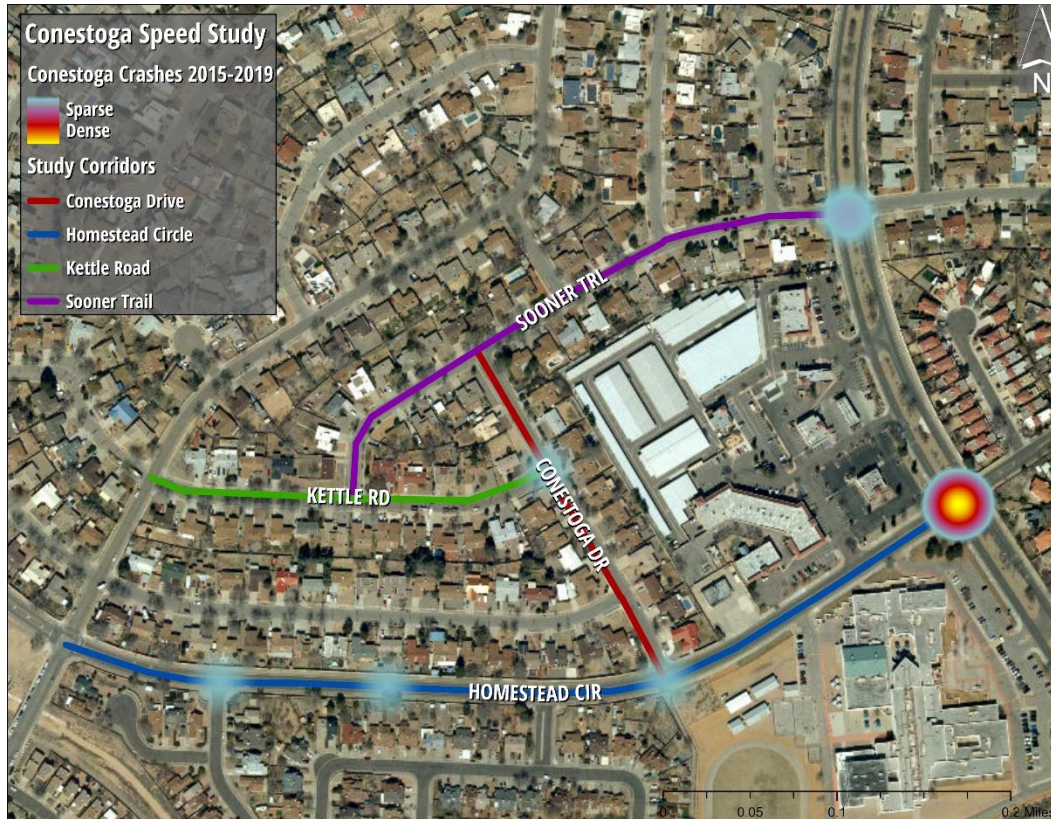 Conestoga Speed Study
Conestoga Crashes 2015-2019
Sparse
Dense
Study Corridors
Conestoga Drive
Homestead Circle
Kettle Road
Sooner Trail
N
SOONER TRL
KETTLE RD
CONESTOGA DR
HOMESTEAD CIR
0 0.05 0.1 0.2 Miles